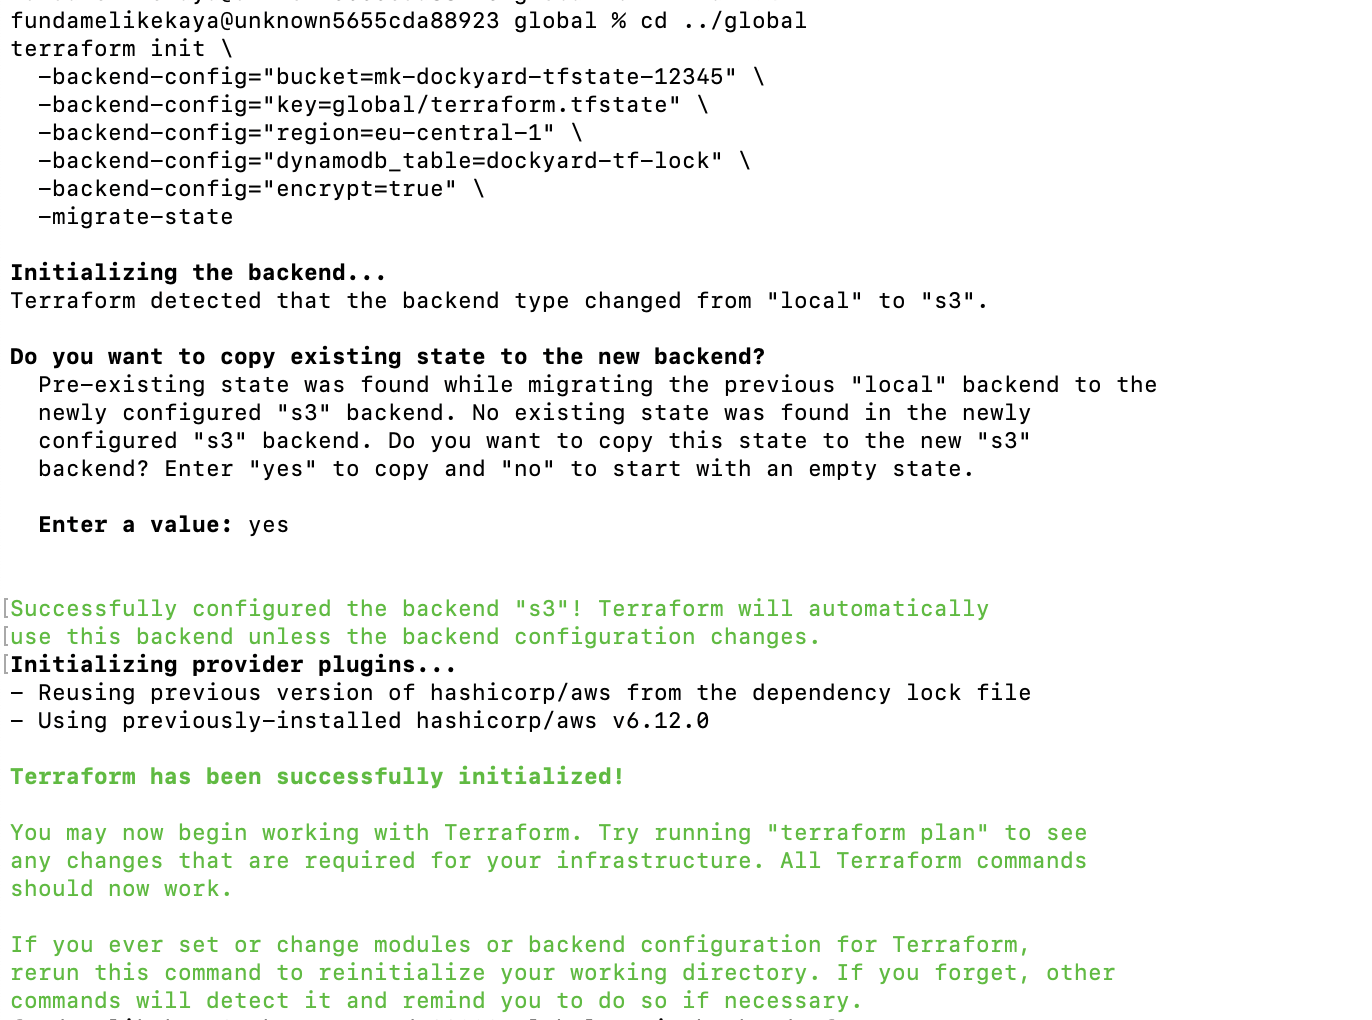 fundamelikekaya@unknown5655cda88923 global % cd ../global
terraform init \
  -backend-config="bucket=mk-dockyard-tfstate-12345" \
  -backend-config="key=global/terraform.tfstate" \
  -backend-config="region=eu-central-1" \
  -backend-config="dynamodb_table=dockyard-tf-lock" \
  -backend-config="encrypt=true" \
  -migrate-state
Initializing the backend...
Terraform detected that the backend type changed from "local" to "s3".
Do you want to copy existing state to the new backend?
  Pre-existing state was found while migrating the previous "local" backend to the
  newly configured "s3" backend. No existing state was found in the newly
  configured "s3" backend. Do you want to copy this state to the new "s3"
  backend? Enter "yes" to copy and "no" to start with an empty state.
  Enter a value: yes
[Successfully configured the backend "s3"! Terraform will automatically
[use this backend unless the backend configuration changes.
[Initializing provider plugins...
- Reusing previous version of hashicorp/aws from the dependency lock file
- Using previously-installed hashicorp/aws v6.12.0
Terraform has been successfully initialized!
You may now begin working with Terraform. Try running "terraform plan" to see
any changes that are required for your infrastructure. All Terraform commands
should now work.
If you ever set or change modules or backend configuration for Terraform,
rerun this command to reinitialize your working directory. If you forget, other
commands will detect it and remind you to do so if necessary.